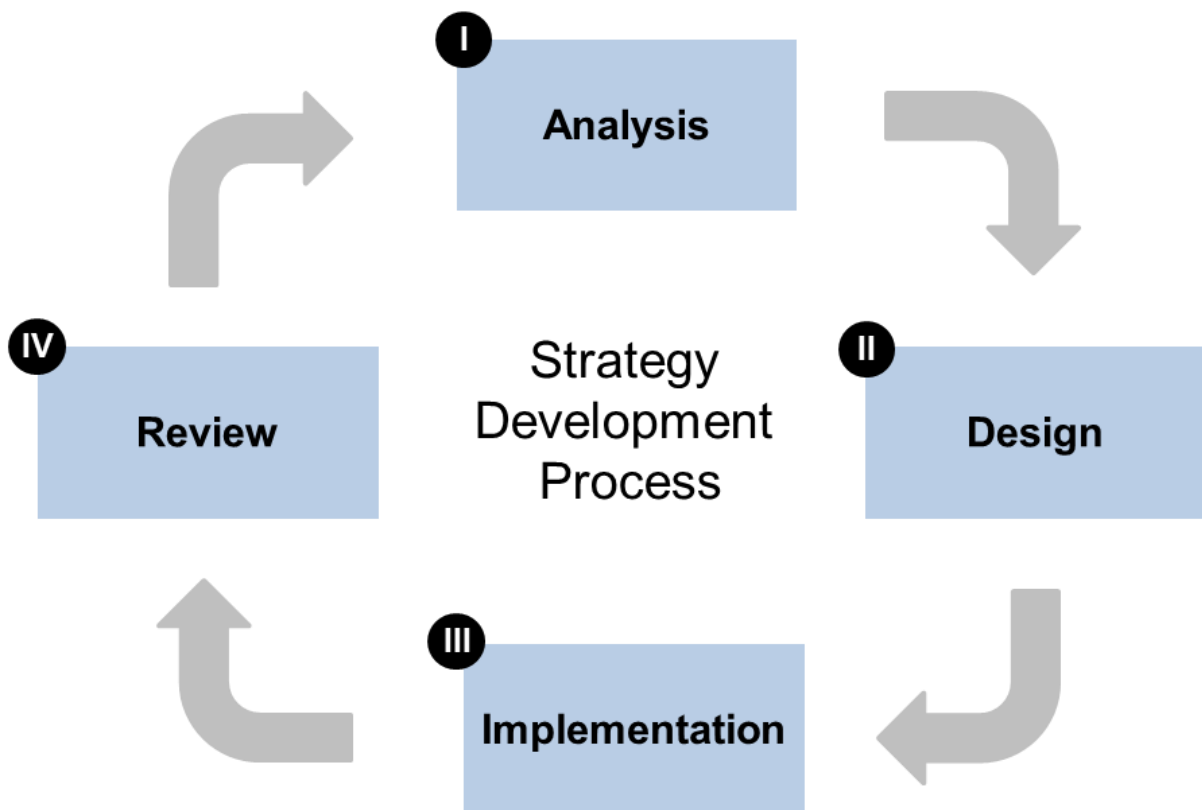 I
Analysis
IV
Review
Strategy
Development
Process
II
Design
III
Implementation